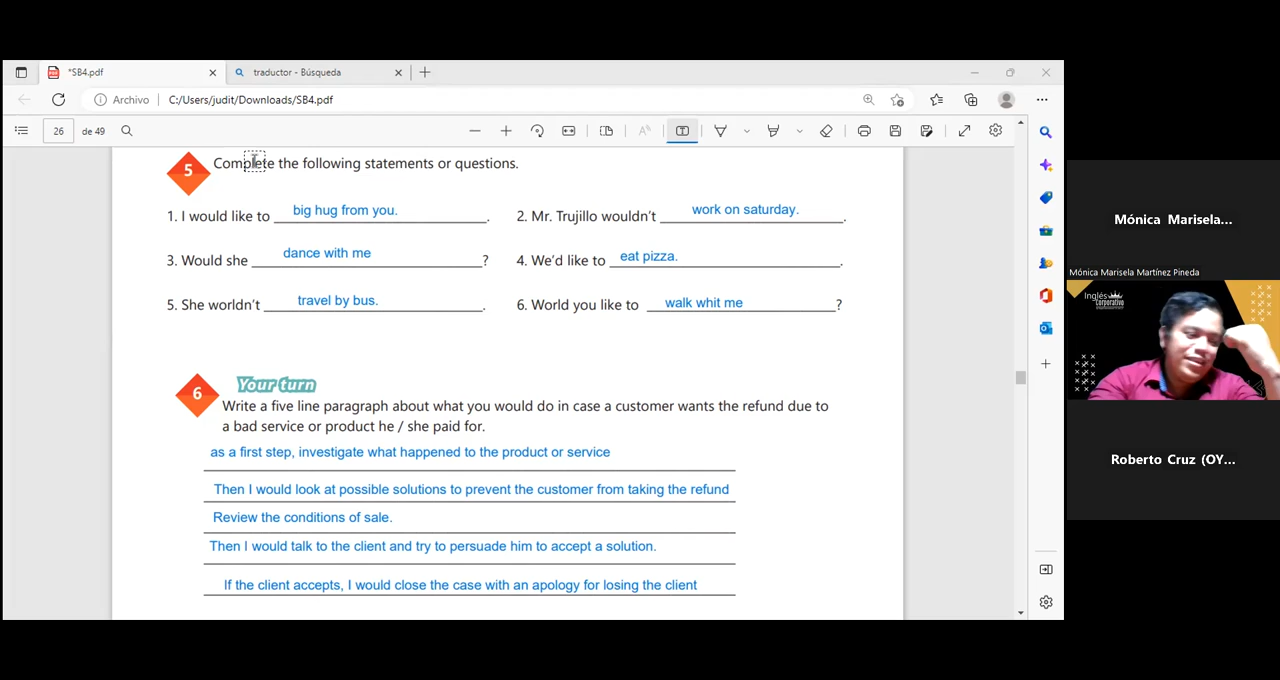 *SB4.pdf
traductor - Búsqueda
Archivo | C:/Users/judit/Downloads/SB4.pdf
26 de 49
5 Complete the following statements or questions.
1. I would like to big hug from you. . 2. Mr. Trujillo wouldn't work on saturday. .
3. Would she dance with me ? 4. We'd like to eat pizza. .
5. She worldn't travel by bus. . 6. World you like to walk whit me ?
6 Your turn
Write a five line paragraph about what you would do in case a customer wants the refund due to
a bad service or product he / she paid for.
as a first step, investigate what happened to the product or service
Then I would look at possible solutions to prevent the customer from taking the refund
Review the conditions of sale.
Then I would talk to the client and try to persuade him to accept a solution.
If the client accepts, I would close the case with an apology for losing the client
Mónica Marisela...
Mónica Marisela Martínez Pineda
Inglés
Corporativo
Roberto Cruz (OY...